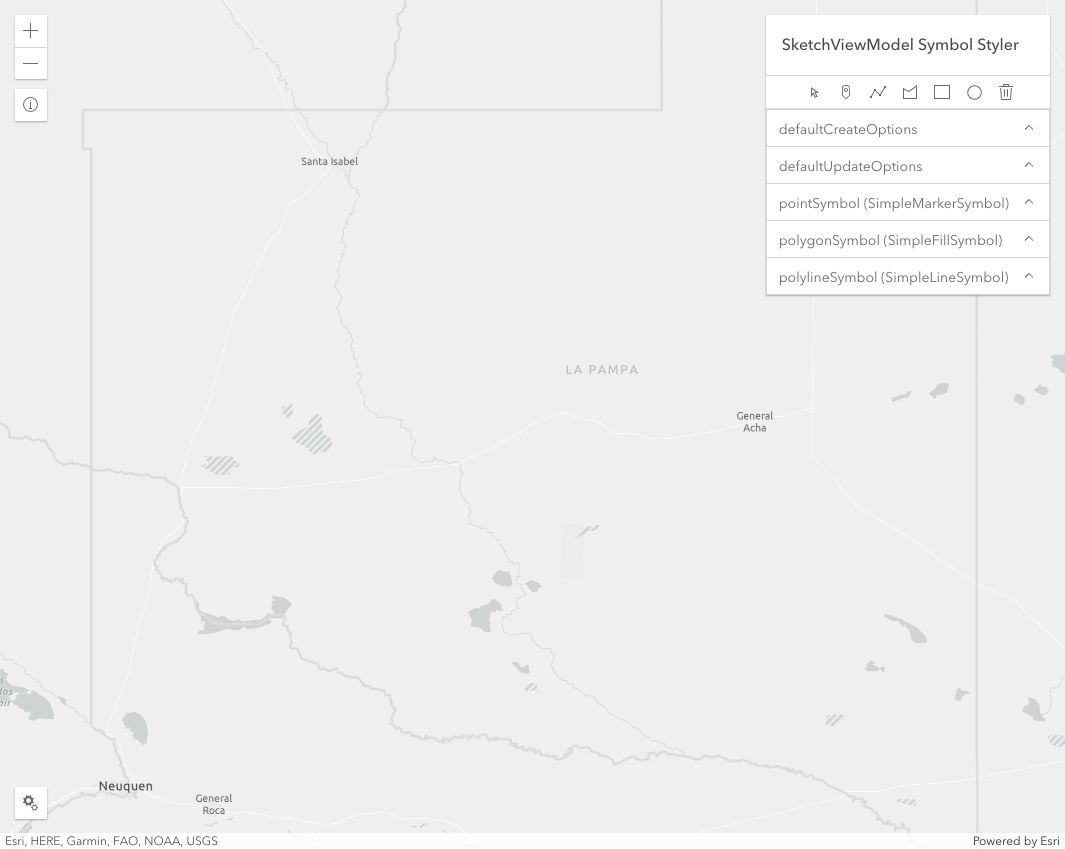 SketchViewModel Symbol Styler
defaultCreateOptions
defaultUpdateOptions
pointSymbol (SimpleMarkerSymbol)
polygonSymbol (SimpleFillSymbol)
polylineSymbol (SimpleLineSymbol)
Santa Isabel
LA PAMPA
General
Acha
los
Neuquen
General
Roca
Esri, HERE, Garmin, FAO, NOAA, USGS
Powered by Esri